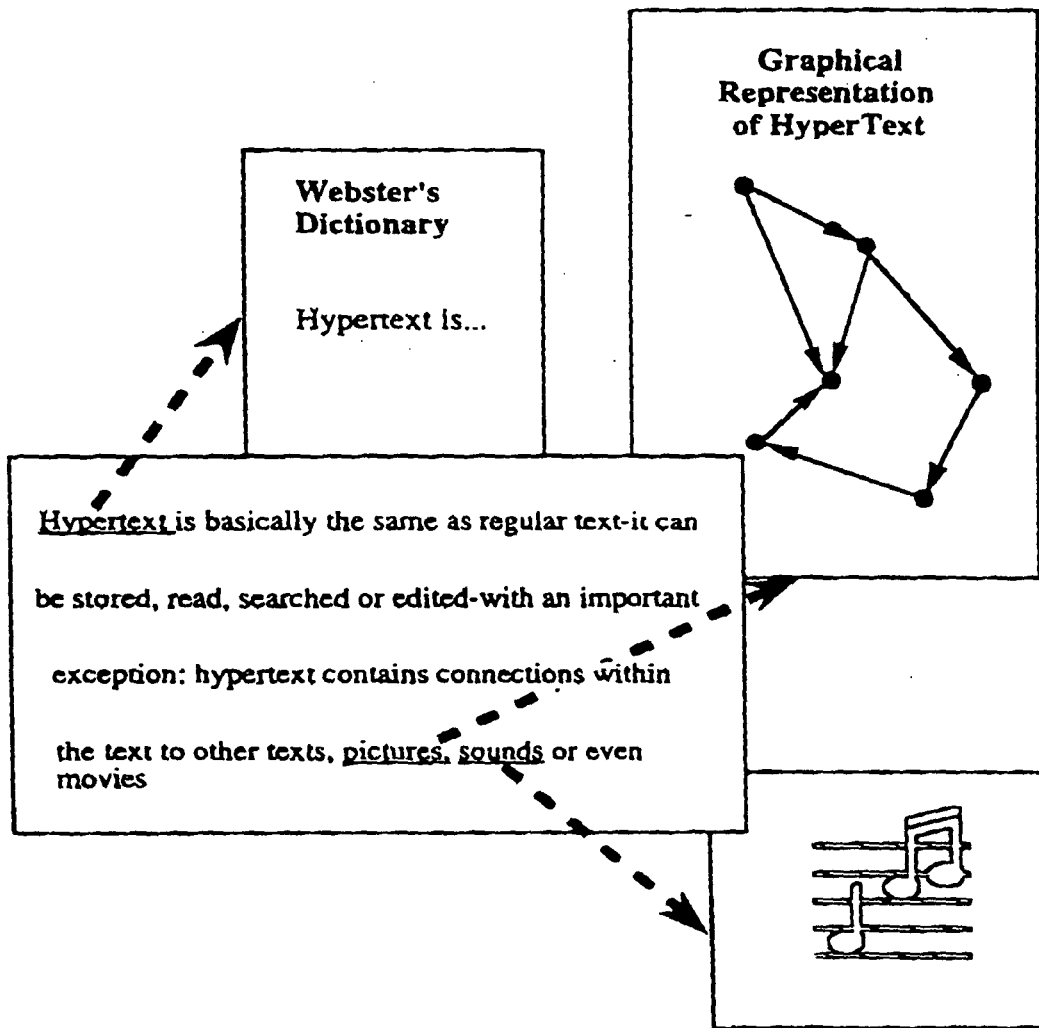 Graphical
Representation
of HyperText
Webster's
Dictionary
Hypertext is...
Hypertext is basically the same as regular text-it can
be stored, read, searched or edited-with an important
exception: hypertext contains connections within
the text to other texts, pictures, sounds or even
movies